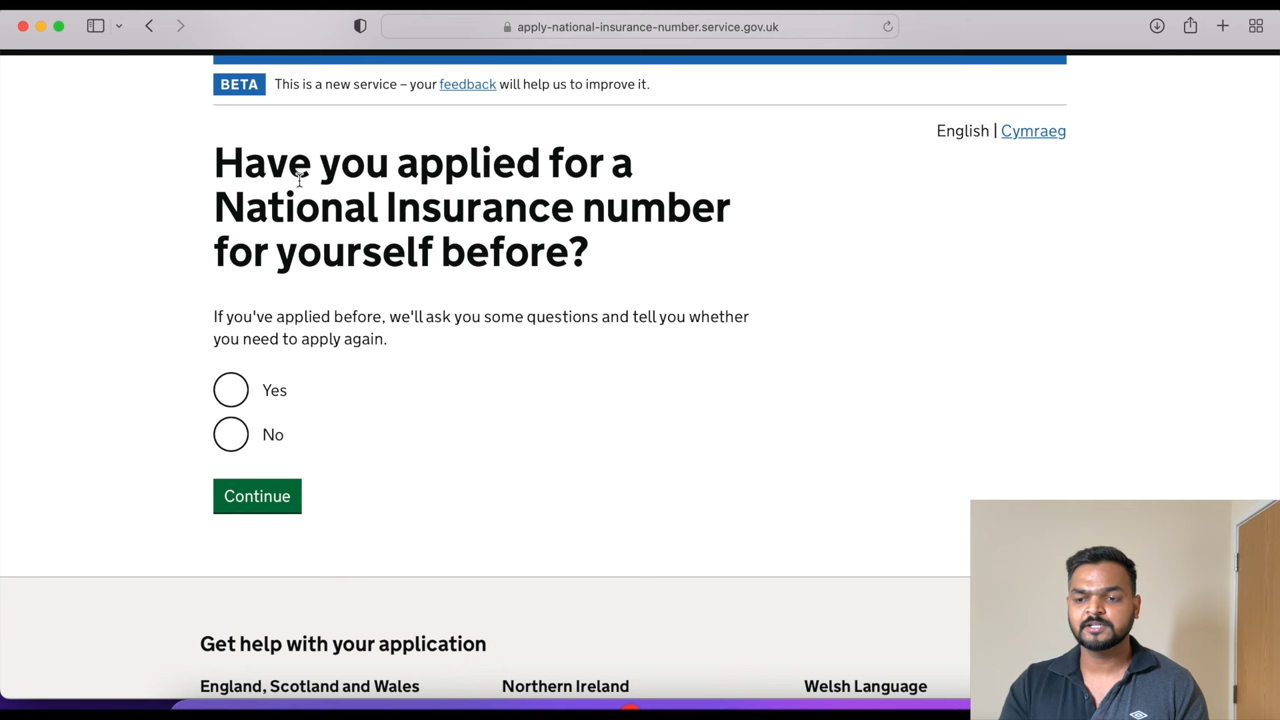 apply-national-insurance-number.service.gov.uk
BETA This is a new service – your feedback will help us to improve it.
English | Cymraeg
Have you applied for a
National Insurance number
for yourself before?
If you've applied before, we'll ask you some questions and tell you whether
you need to apply again.
Yes
No
Continue
Get help with your application
England, Scotland and Wales
Northern Ireland
Welsh Language